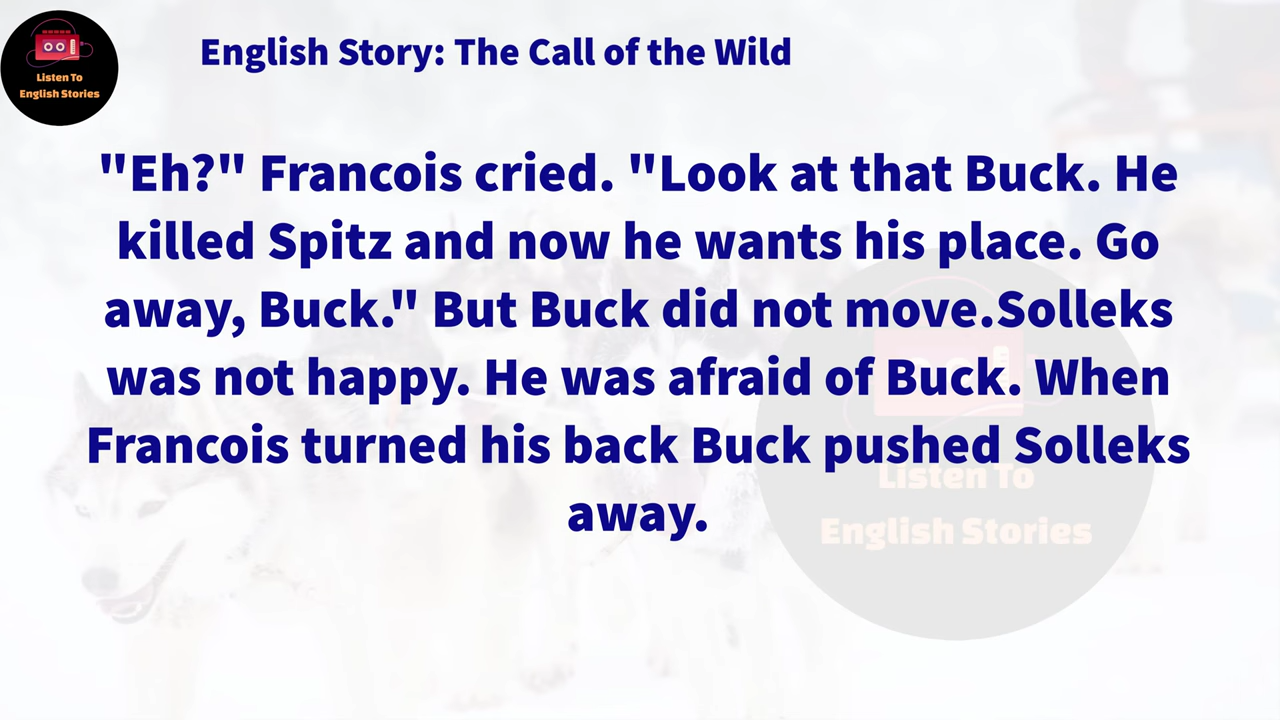 Listen To
English Stories
English Story: The Call of the Wild
"Eh?" Francois cried. "Look at that Buck. He
killed Spitz and now he wants his place. Go
away, Buck." But Buck did not move.Solleks
was not happy. He was afraid of Buck. When
Francois turned his back Buck pushed Solleks
away.
Listen To
English Stories